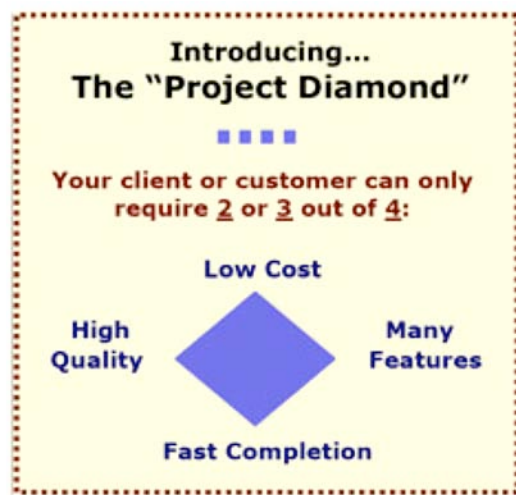 Introducing...
The “Project Diamond”
Your client or customer can only
require 2 or 3 out of 4:
Low Cost
High
Quality
Many
Features
Fast Completion